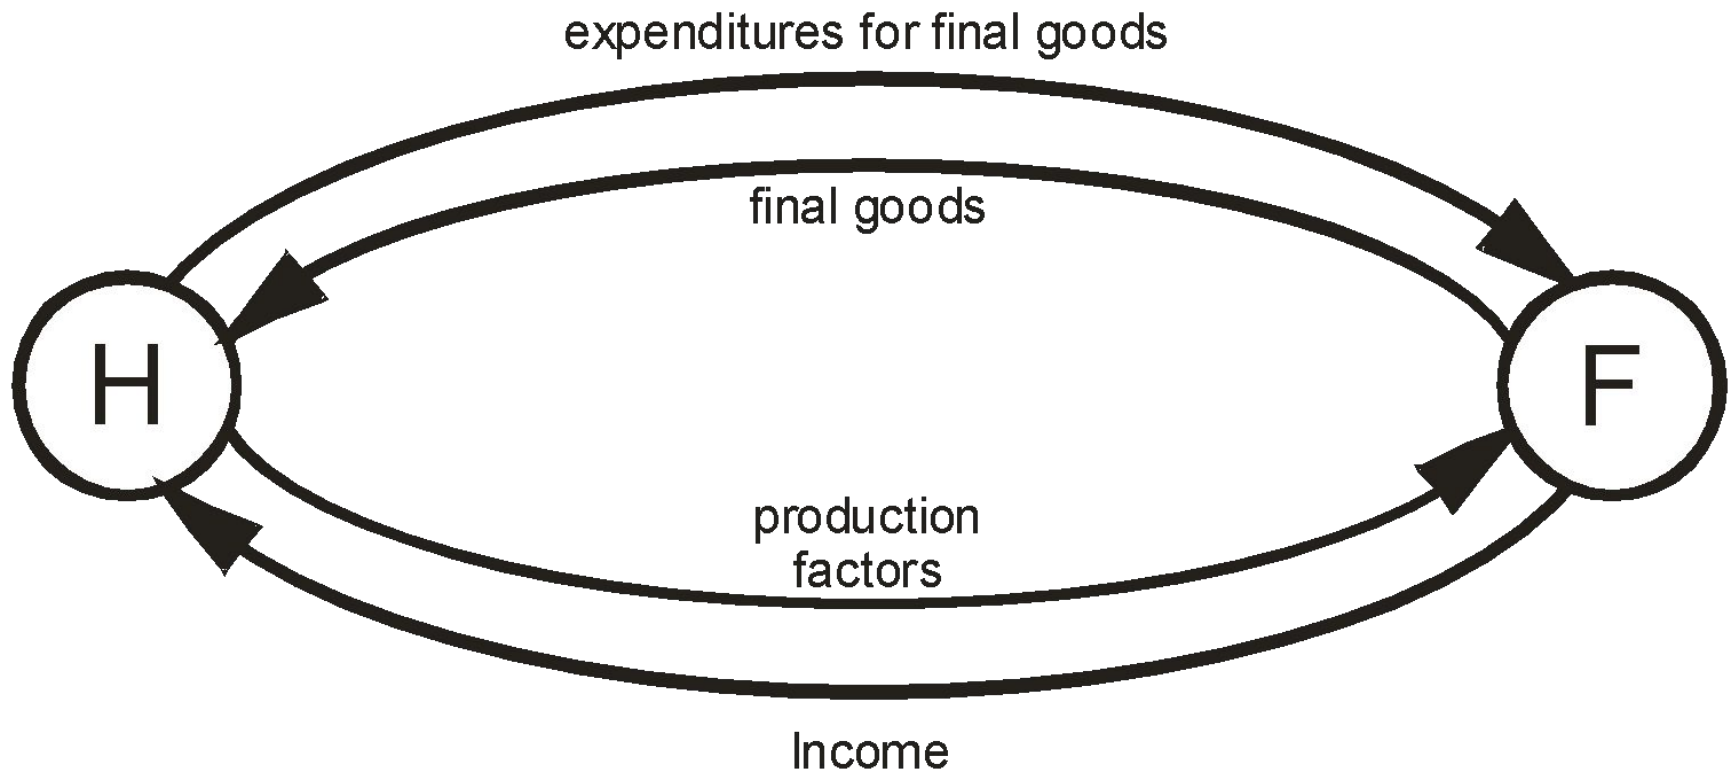 expenditures for final goods
final goods
H
F
production
factors
Income